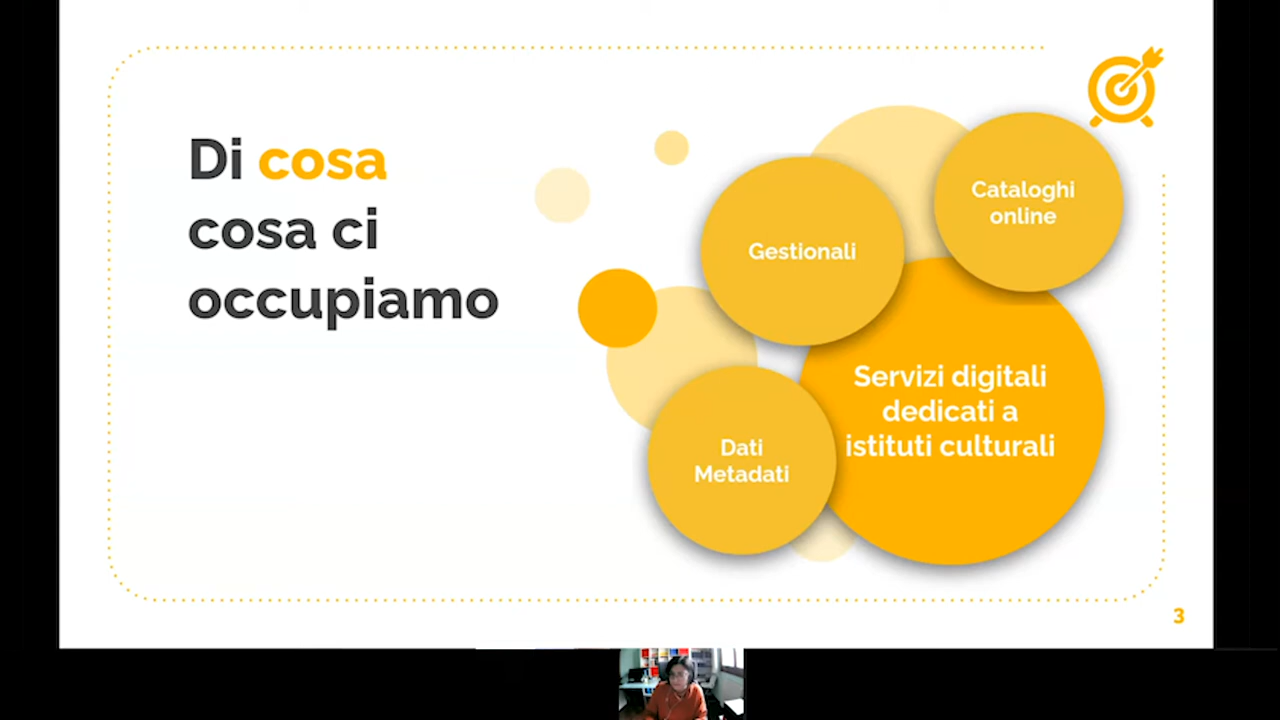 Di cosa
cosa ci
occupiamo
Cataloghi
online
Gestionali
Servizi digitali
dedicati a
istituti culturali
Dati
Metadati
3